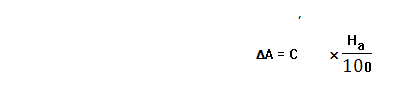 ΔA = C ′ × Hₐ/100